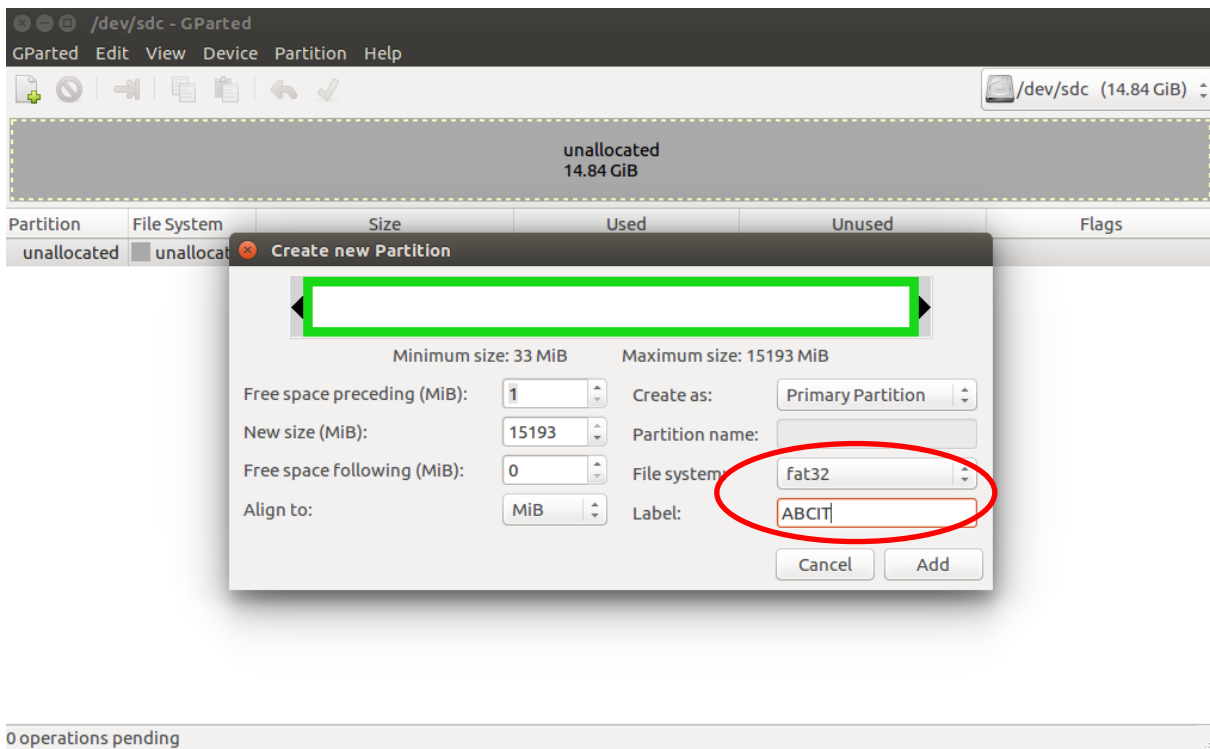 /dev/sdc - GParted
GParted Edit View Device Partition Help
/dev/sdc (14.84 GiB)
unallocated
14.84 GiB
Partition File System Size Used Unused Flags
unallocated unallocat
Create new Partition
Minimum size: 33 MiB Maximum size: 15193 MiB
Free space preceding (MiB): 1 Create as: Primary Partition
New size (MiB): 15193 Partition name:
Free space following (MiB): 0 File system: fat32
Align to: MiB Label: ABCIT
Cancel Add
0 operations pending